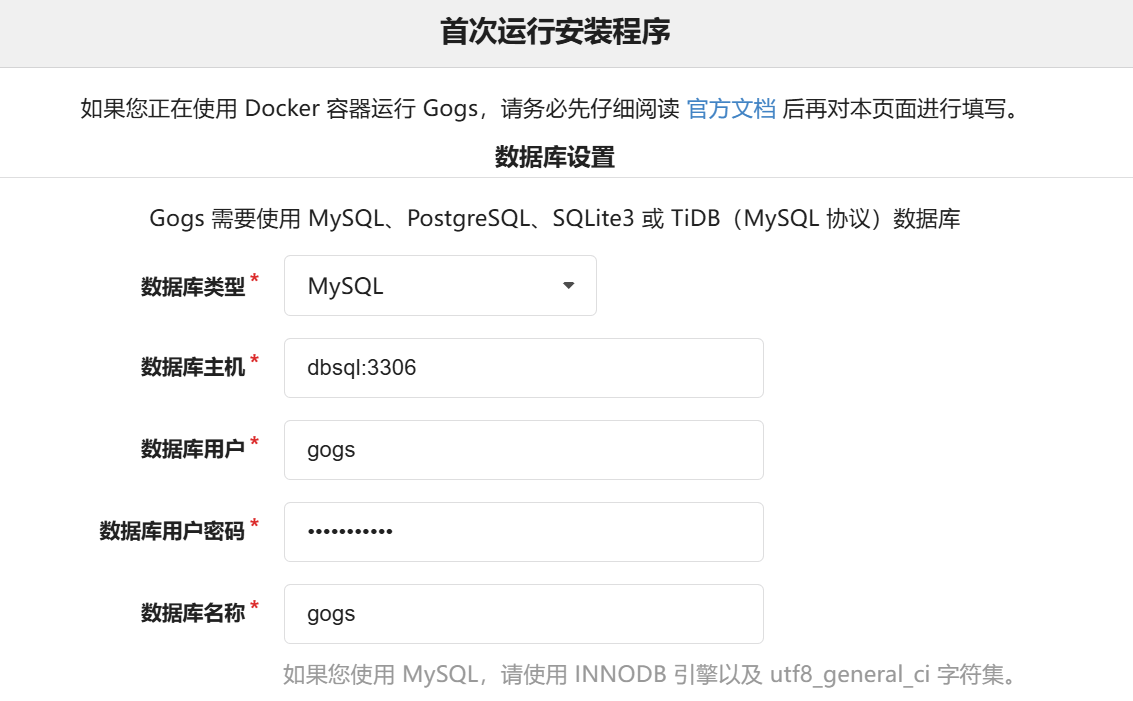 首次运行安装程序
如果您正在使用 Docker 容器运行 Gogs，请务必先仔细阅读 官方文档 后再对本页面进行填写。
数据库设置
Gogs 需要使用 MySQL、PostgreSQL、SQLite3 或 TiDB（MySQL 协议）数据库
数据库类型* MySQL
数据库主机* dbsql:3306
数据库用户* gogs
数据库用户密码* •••••••••••
数据库名称* gogs
如果您使用 MySQL，请使用 INNODB 引擎以及 utf8_general_ci 字符集。